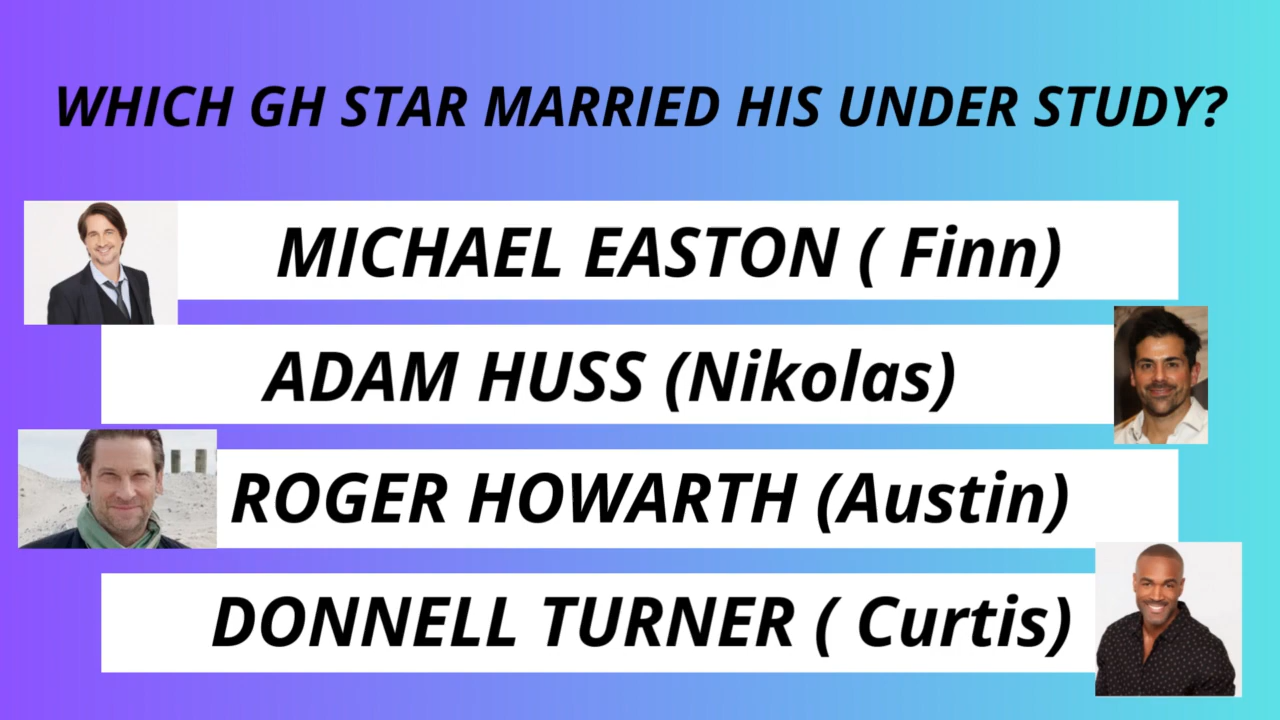 WHICH GH STAR MARRIED HIS UNDER STUDY?
MICHAEL EASTON ( Finn)
ADAM HUSS (Nikolas)
ROGER HOWARTH (Austin)
DONNELL TURNER ( Curtis)